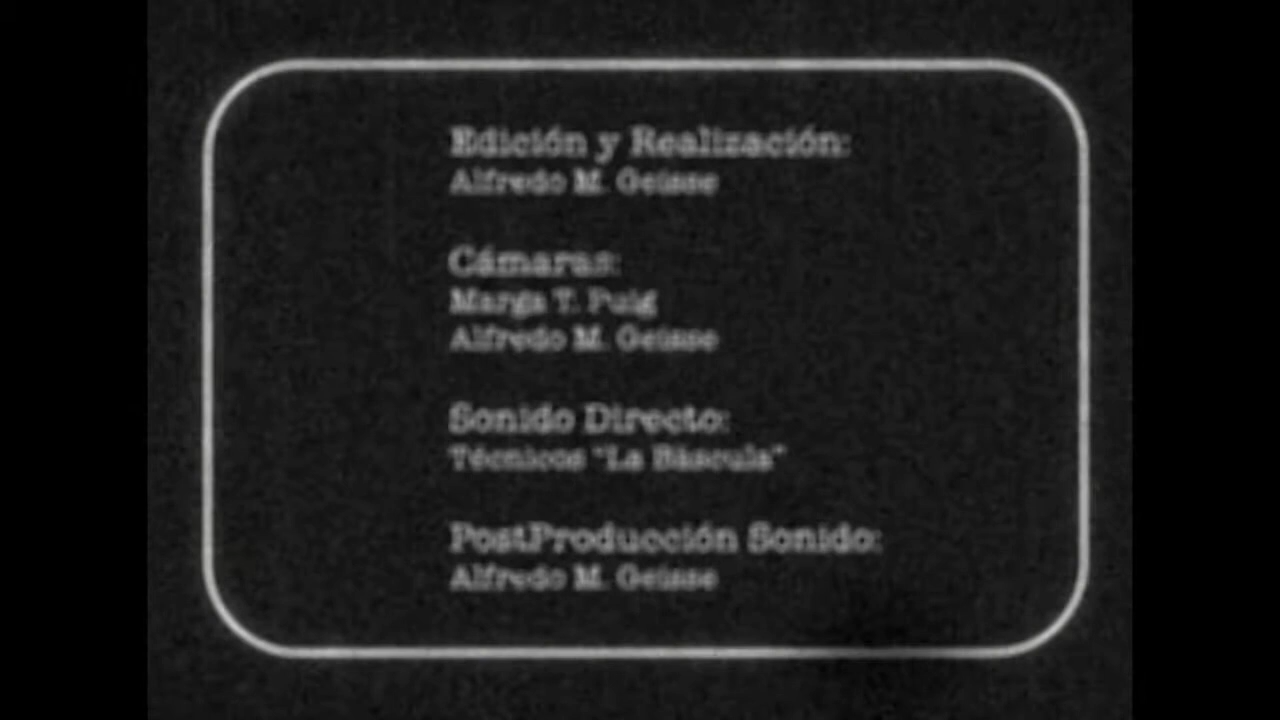 Edición y Realización:
Alfredo M. Geisse
Cámaras:
Marga T. Puig
Alfredo M. Geisse
Sonido Directo:
Técnicos "La Báscula"
PostProducción Sonido:
Alfredo M. Geisse